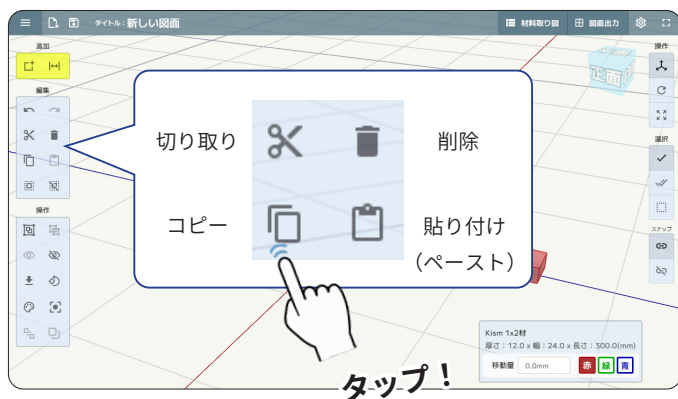 タイトル:新しい図面
材料取り図
図面出力
追加
編集
操作
正面
操作
選択
スナップ
切り取り
削除
コピー
貼り付け
（ペースト）
タップ！
Kism 1x2材
厚さ：12.0 x 幅：24.0 x 長さ：300.0(mm)
移動量 0.0mm 赤 緑 青